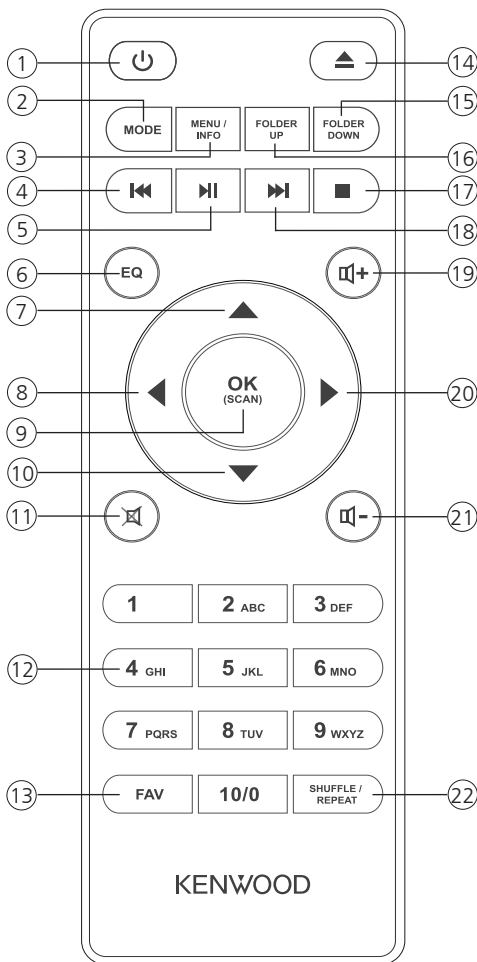 1
14
2
15
MODE
MENU /
INFO
FOLDER
UP
FOLDER
DOWN
3
16
4
17
5
18
6
EQ
+
19
7
8
OK
(SCAN)
20
9
10
11
-
21
1
2 ABC
3 DEF
12
4 GHI
5 JKL
6 MNO
7 PQRS
8 TUV
9 WXYZ
13
FAV
10/0
SHUFFLE /
REPEAT
22
KENWOOD